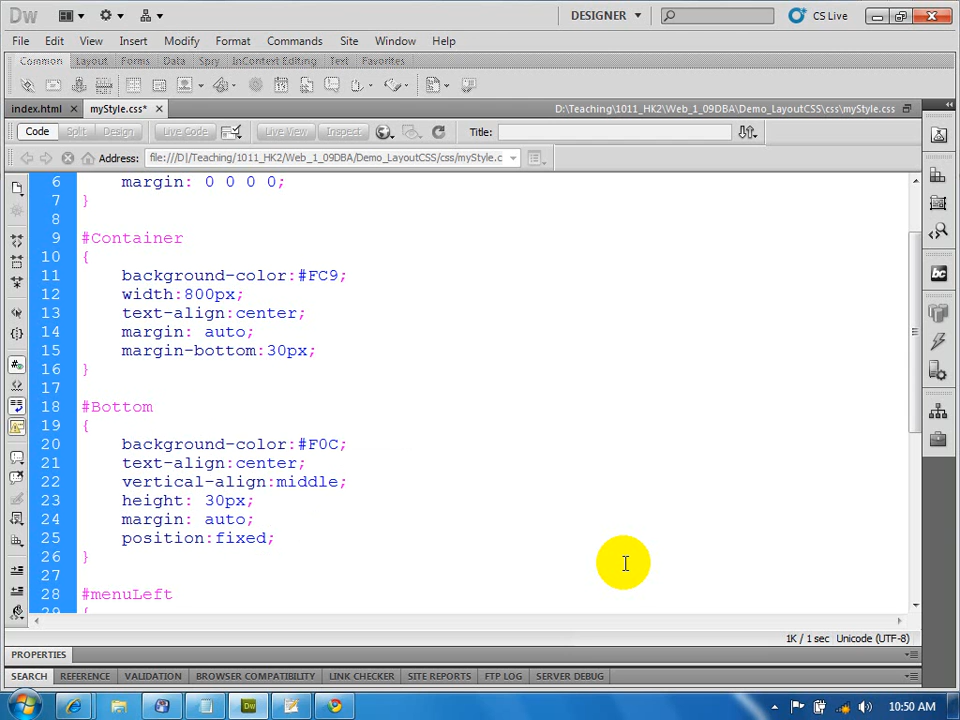 Dw DESIGNER CS Live
File Edit View Insert Modify Format Commands Site Window Help
Common Layout Forms Data Spry InContext Editing Text Favorites
index.html myStyle.css* D:\Teaching\1011_HK2\Web_1_09DBA\Demo_LayoutCSS\css\myStyle.css
Code Split Design Live Code Live View Inspect Title:
Address: file:///D|/Teaching/1011_HK2/Web_1_09DBA/Demo_LayoutCSS/css/myStyle.c
6 margin: 0 0 0 0;
7 }
8
9 #Container
10 {
11 background-color:#FC9;
12 width:800px;
13 text-align:center;
14 margin: auto;
15 margin-bottom:30px;
16 }
17
18 #Bottom
19 {
20 background-color:#F0C;
21 text-align:center;
22 vertical-align:middle;
23 height: 30px;
24 margin: auto;
25 position:fixed;
26 }
27
28 #menuLeft
29 {
1K / 1 sec Unicode (UTF-8)
PROPERTIES
SEARCH REFERENCE VALIDATION BROWSER COMPATIBILITY LINK CHECKER SITE REPORTS FTP LOG SERVER DEBUG
Dw 10:50 AM